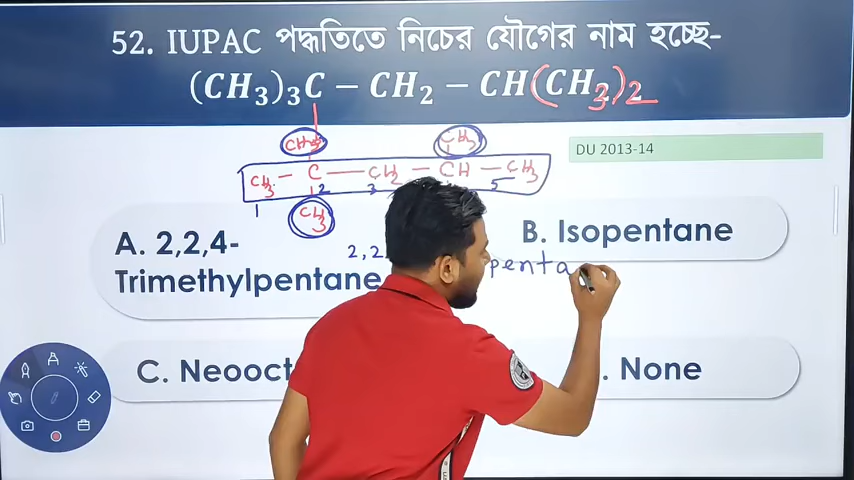 52. IUPAC পদ্ধতিতে নিচের যৌগের নাম হচ্ছে-
(CH₃)₃C – CH₂ – CH(CH₃)₂
DU 2013-14
CH₃ CH₃
CH₃ – C – CH₂ – CH – CH₃
1 2 3 5
CH₃
A. 2,2,4-
Trimethylpentane
B. Isopentane
2,2 penta
C. Neooct
. None